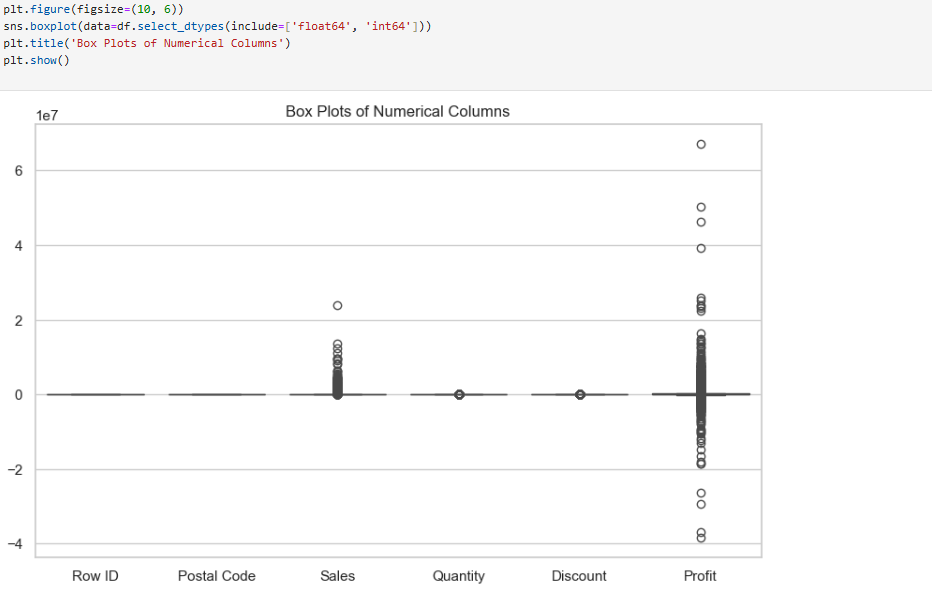 plt.figure(figsize=(10, 6))
sns.boxplot(data=df.select_dtypes(include=['float64', 'int64']))
plt.title('Box Plots of Numerical Columns')
plt.show()
Box Plots of Numerical Columns
1e7
6
4
2
0
−2
−4
Row ID Postal Code Sales Quantity Discount Profit